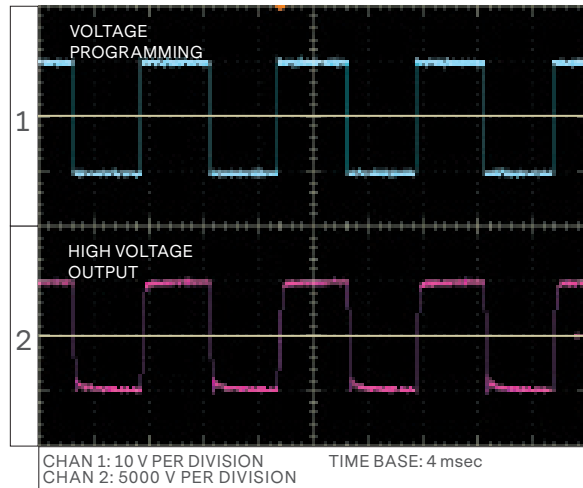 VOLTAGE
PROGRAMMING
1
HIGH VOLTAGE
OUTPUT
2
CHAN 1: 10 V PER DIVISION TIME BASE: 4 msec
CHAN 2: 5000 V PER DIVISION